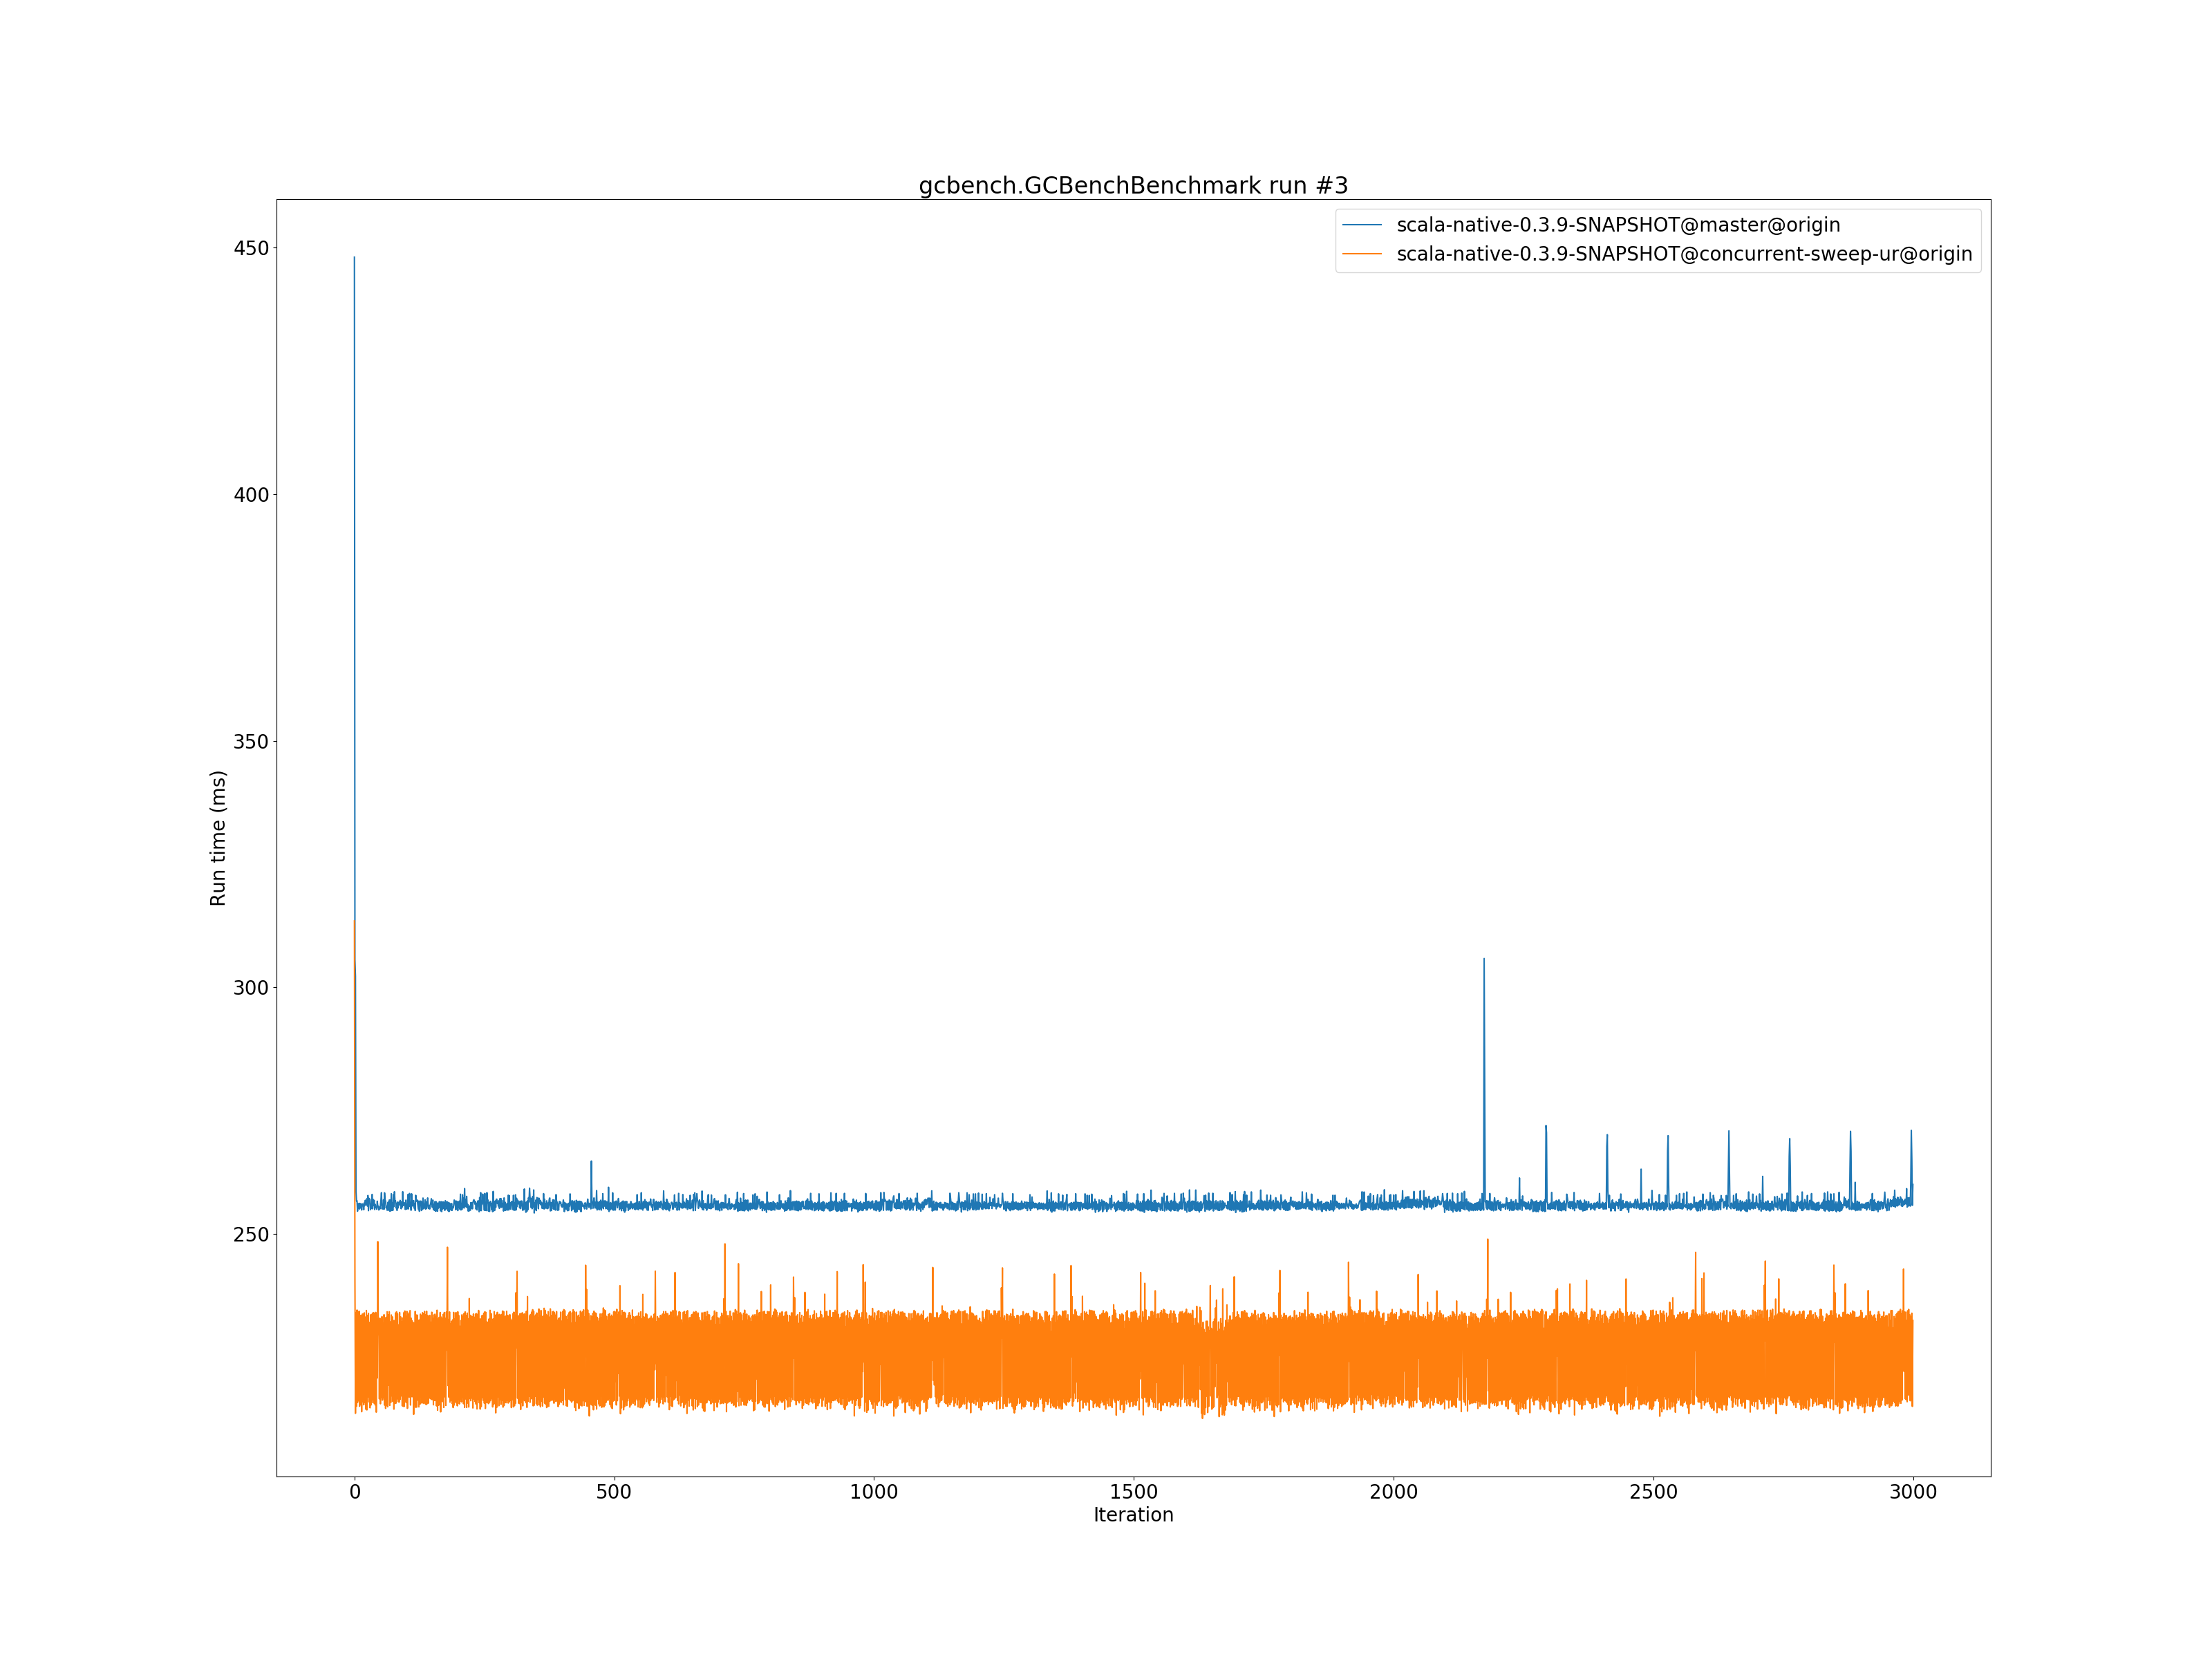 gcbench.GCBenchBenchmark run #3
scala-native-0.3.9-SNAPSHOT@master@origin
scala-native-0.3.9-SNAPSHOT@concurrent-sweep-ur@origin
450
400
350
300
250
Run time (ms)
0 500 1000 1500 2000 2500 3000
Iteration